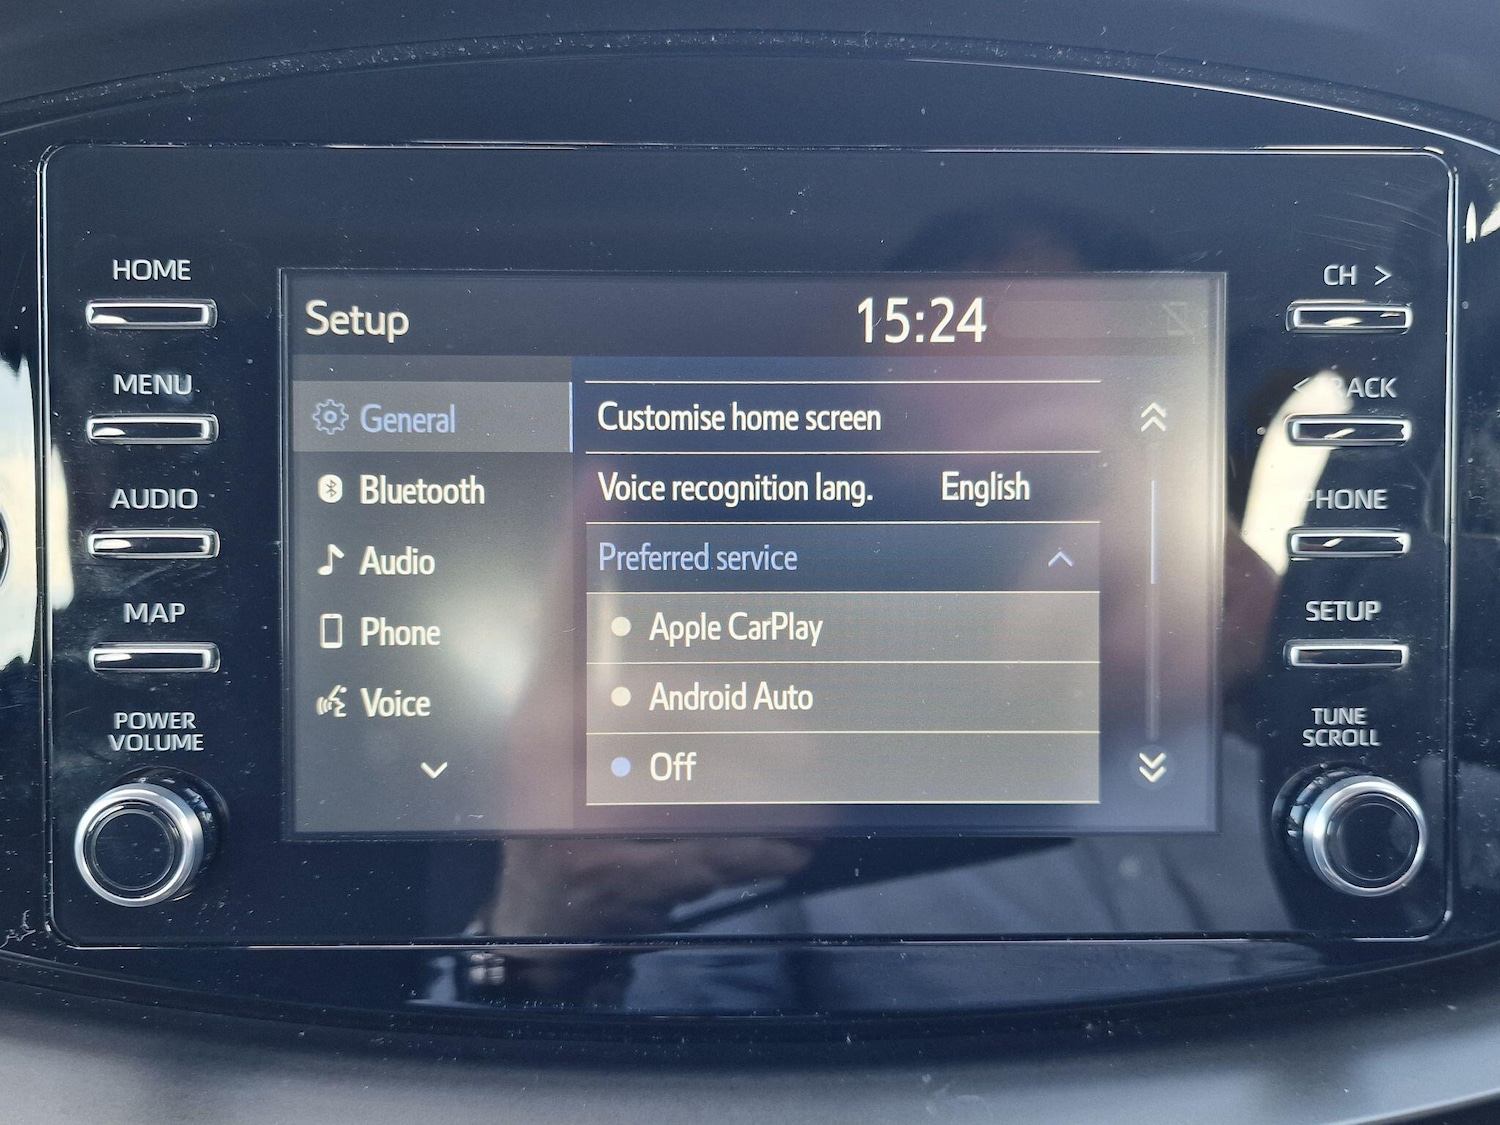 HOME
MENU
AUDIO
MAP
POWER
VOLUME
Setup 15:24
General
Bluetooth
Audio
Phone
Voice
Customise home screen
Voice recognition lang. English
Preferred service
Apple CarPlay
Android Auto
Off
CH >
< TRACK
PHONE
SETUP
TUNE
SCROLL